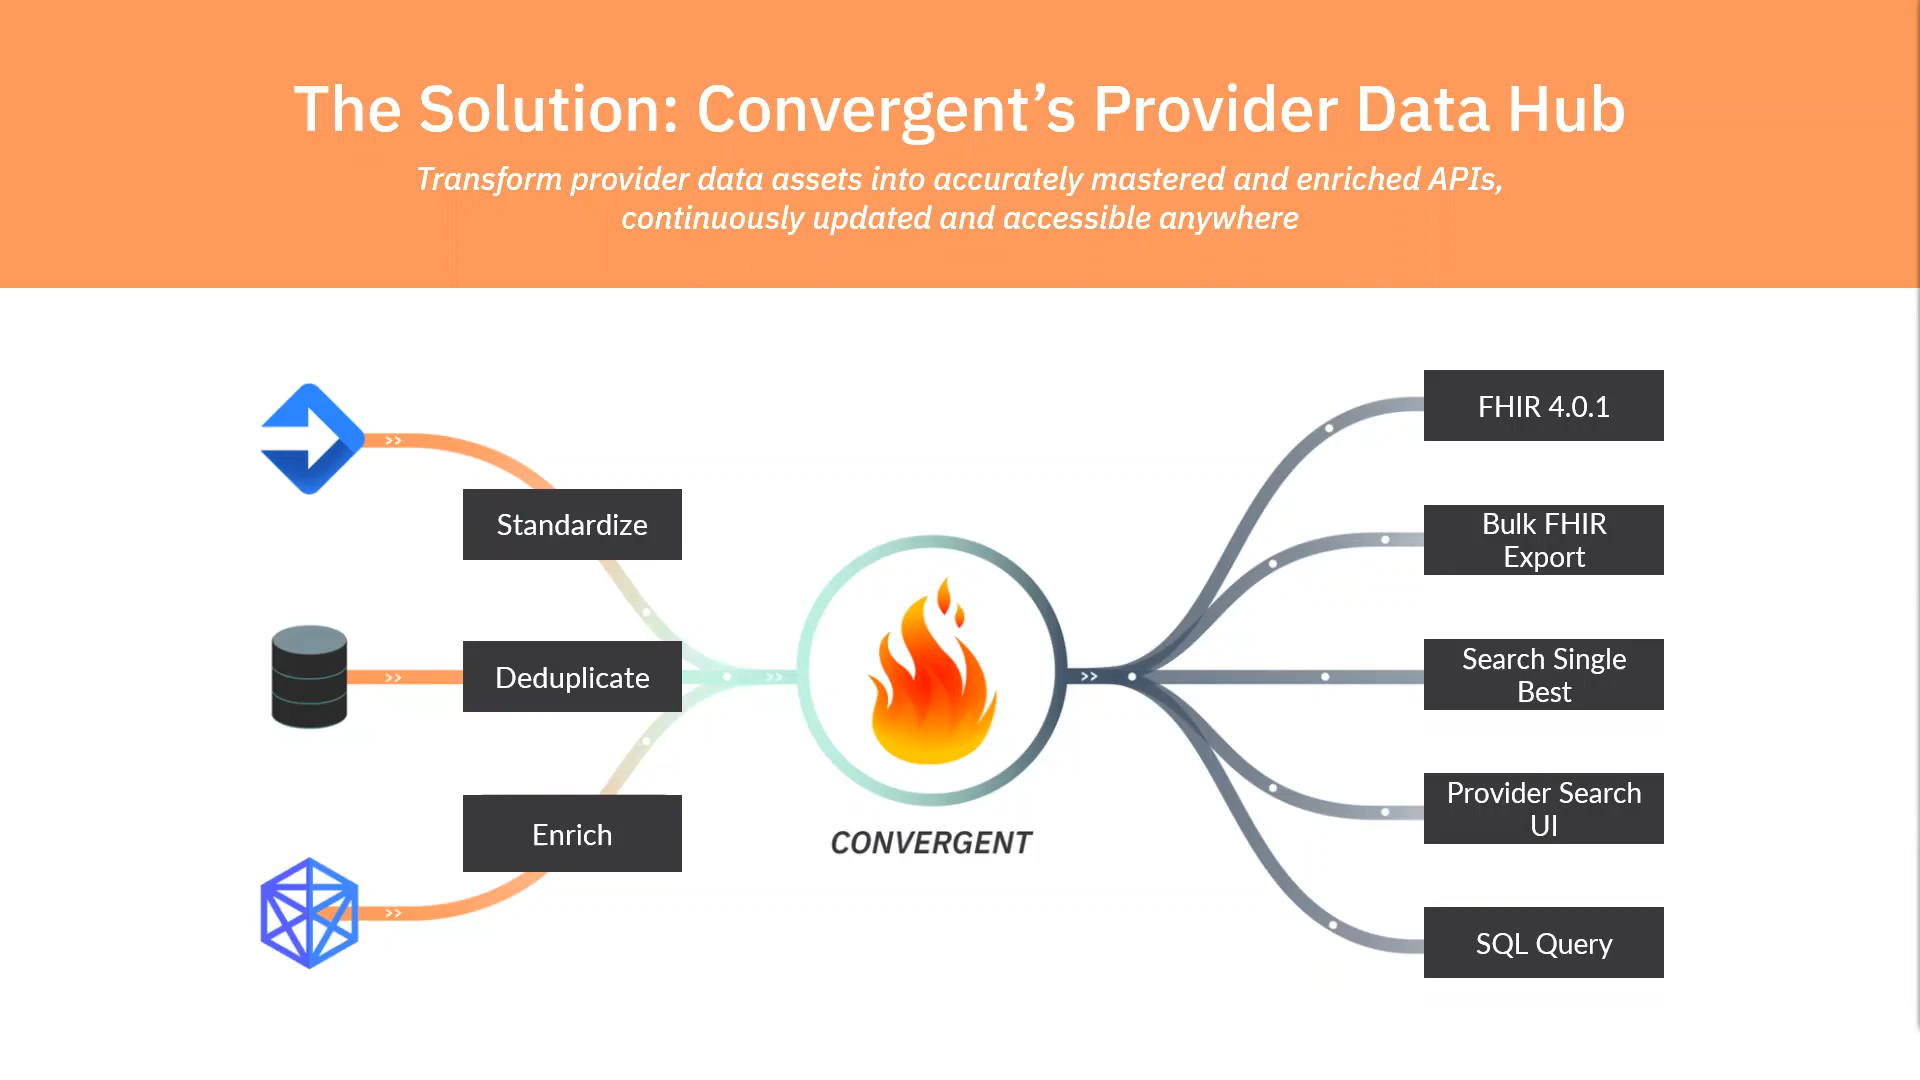 The Solution: Convergent’s Provider Data Hub
Transform provider data assets into accurately mastered and enriched APIs,
continuously updated and accessible anywhere
Standardize
Deduplicate
Enrich
CONVERGENT
FHIR 4.0.1
Bulk FHIR
Export
Search Single
Best
Provider Search
UI
SQL Query